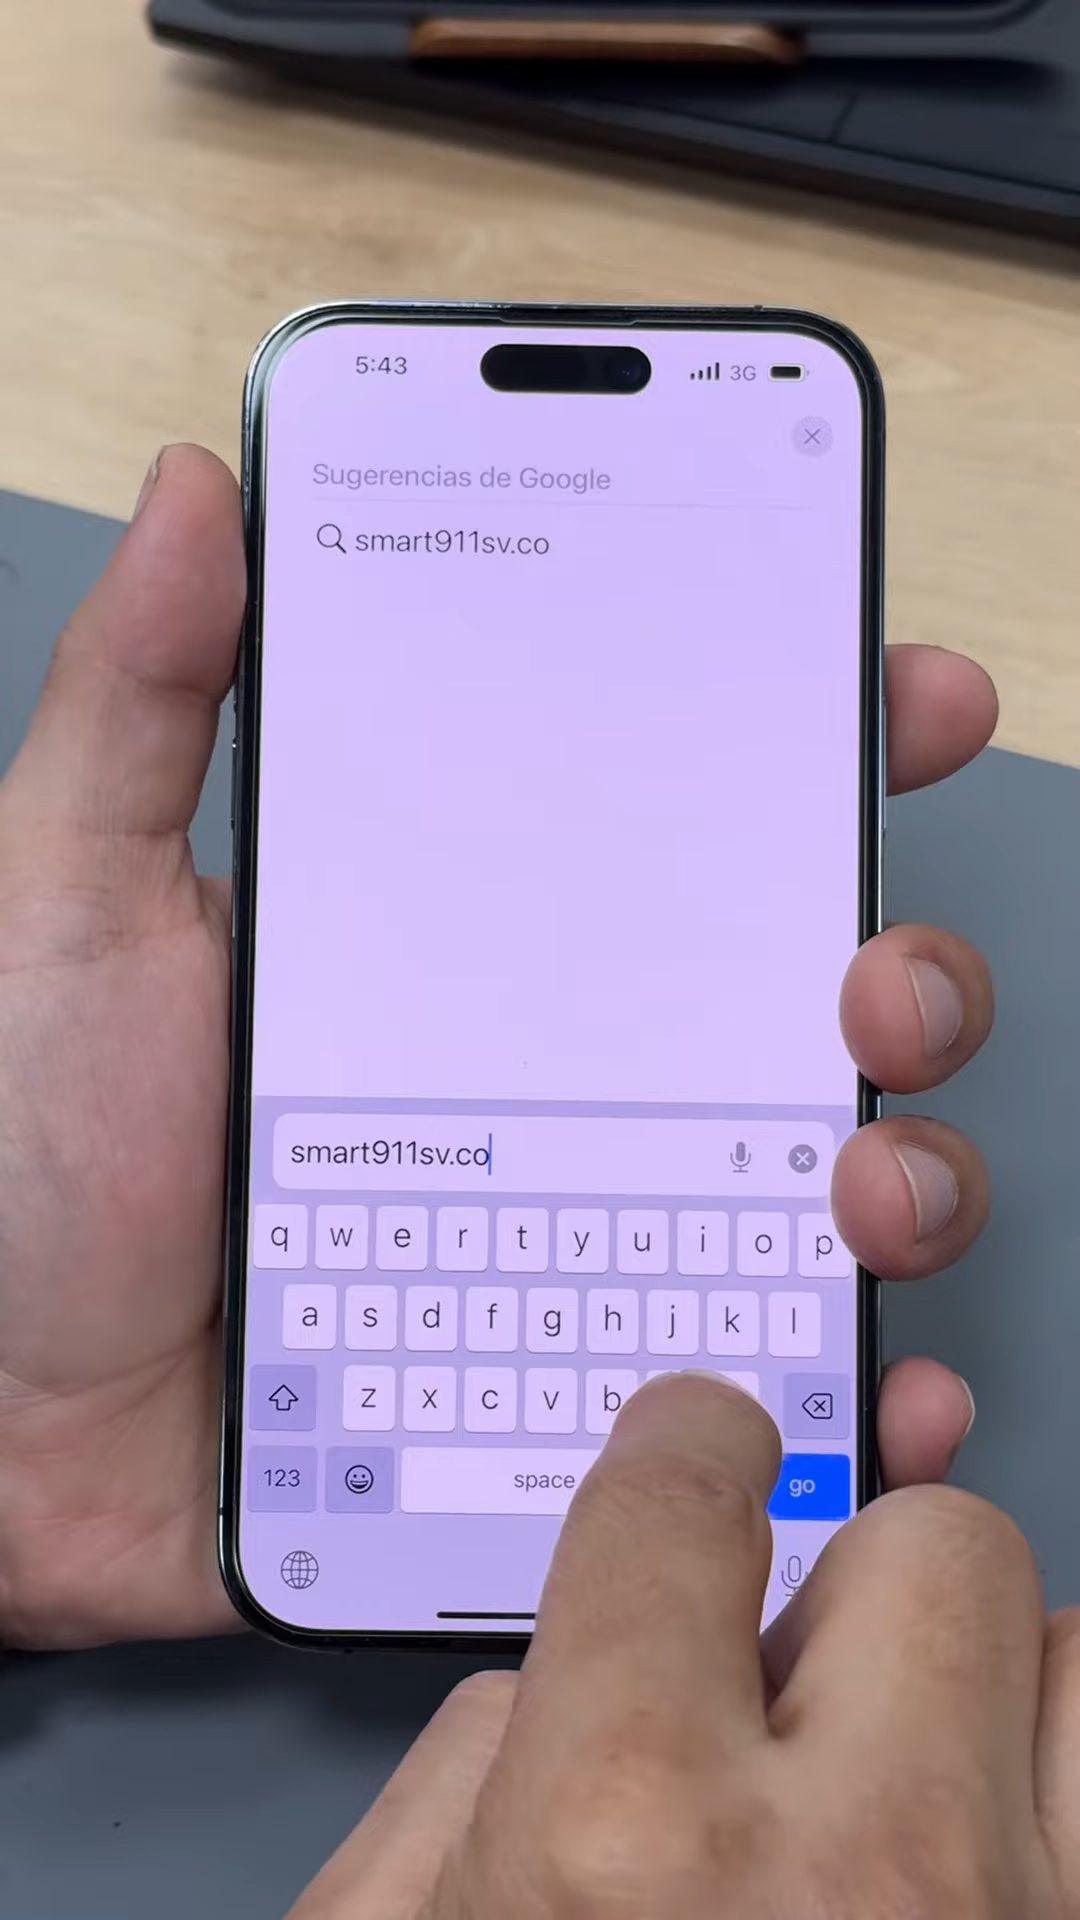 5:43
3G
Sugerencias de Google
smart911sv.co
smart911sv.co
q w e r t y u i o p
a s d f g h j k l
z x c v b
123 space go